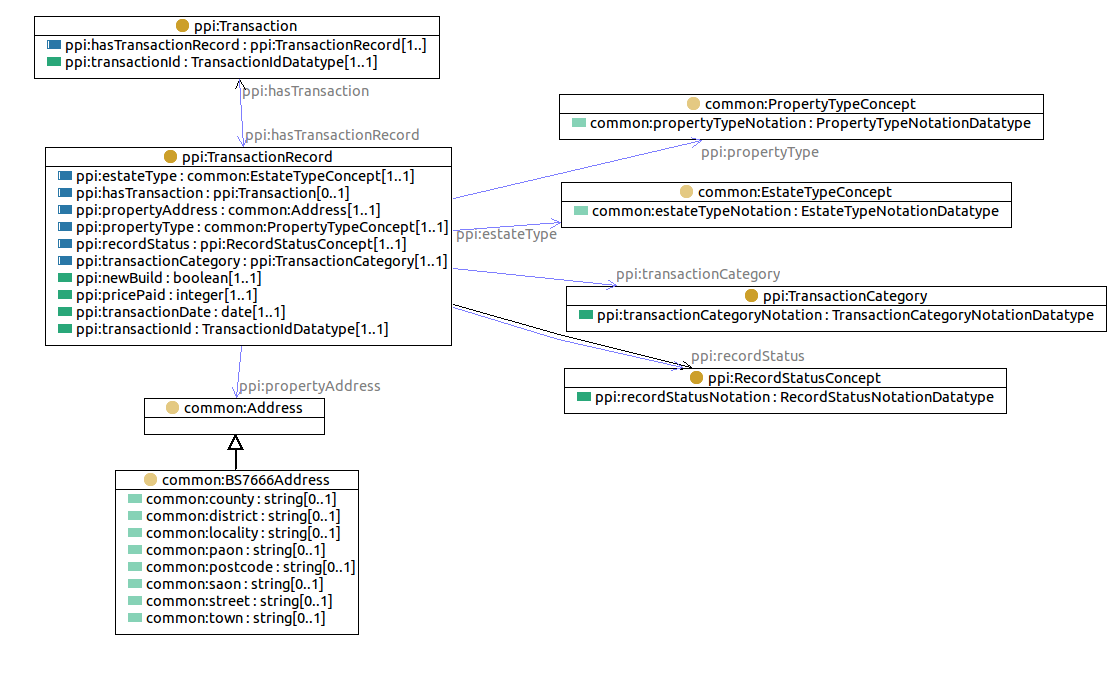 ppi:Transaction
ppi:hasTransactionRecord : ppi:TransactionRecord[1..]
ppi:transactionId : TransactionIdDatatype[1..1]
ppi:hasTransaction
ppi:hasTransactionRecord
ppi:TransactionRecord
ppi:estateType : common:EstateTypeConcept[1..1]
ppi:hasTransaction : ppi:Transaction[0..1]
ppi:propertyAddress : common:Address[1..1]
ppi:propertyType : common:PropertyTypeConcept[1..1]
ppi:recordStatus : ppi:RecordStatusConcept[1..1]
ppi:transactionCategory : ppi:TransactionCategory[1..1]
ppi:newBuild : boolean[1..1]
ppi:pricePaid : integer[1..1]
ppi:transactionDate : date[1..1]
ppi:transactionId : TransactionIdDatatype[1..1]
common:PropertyTypeConcept
common:propertyTypeNotation : PropertyTypeNotationDatatype
ppi:propertyType
common:EstateTypeConcept
common:estateTypeNotation : EstateTypeNotationDatatype
ppi:estateType
ppi:transactionCategory
ppi:TransactionCategory
ppi:transactionCategoryNotation : TransactionCategoryNotationDatatype
ppi:recordStatus
ppi:RecordStatusConcept
ppi:recordStatusNotation : RecordStatusNotationDatatype
ppi:propertyAddress
common:Address
common:BS7666Address
common:county : string[0..1]
common:district : string[0..1]
common:locality : string[0..1]
common:paon : string[0..1]
common:postcode : string[0..1]
common:saon : string[0..1]
common:street : string[0..1]
common:town : string[0..1]